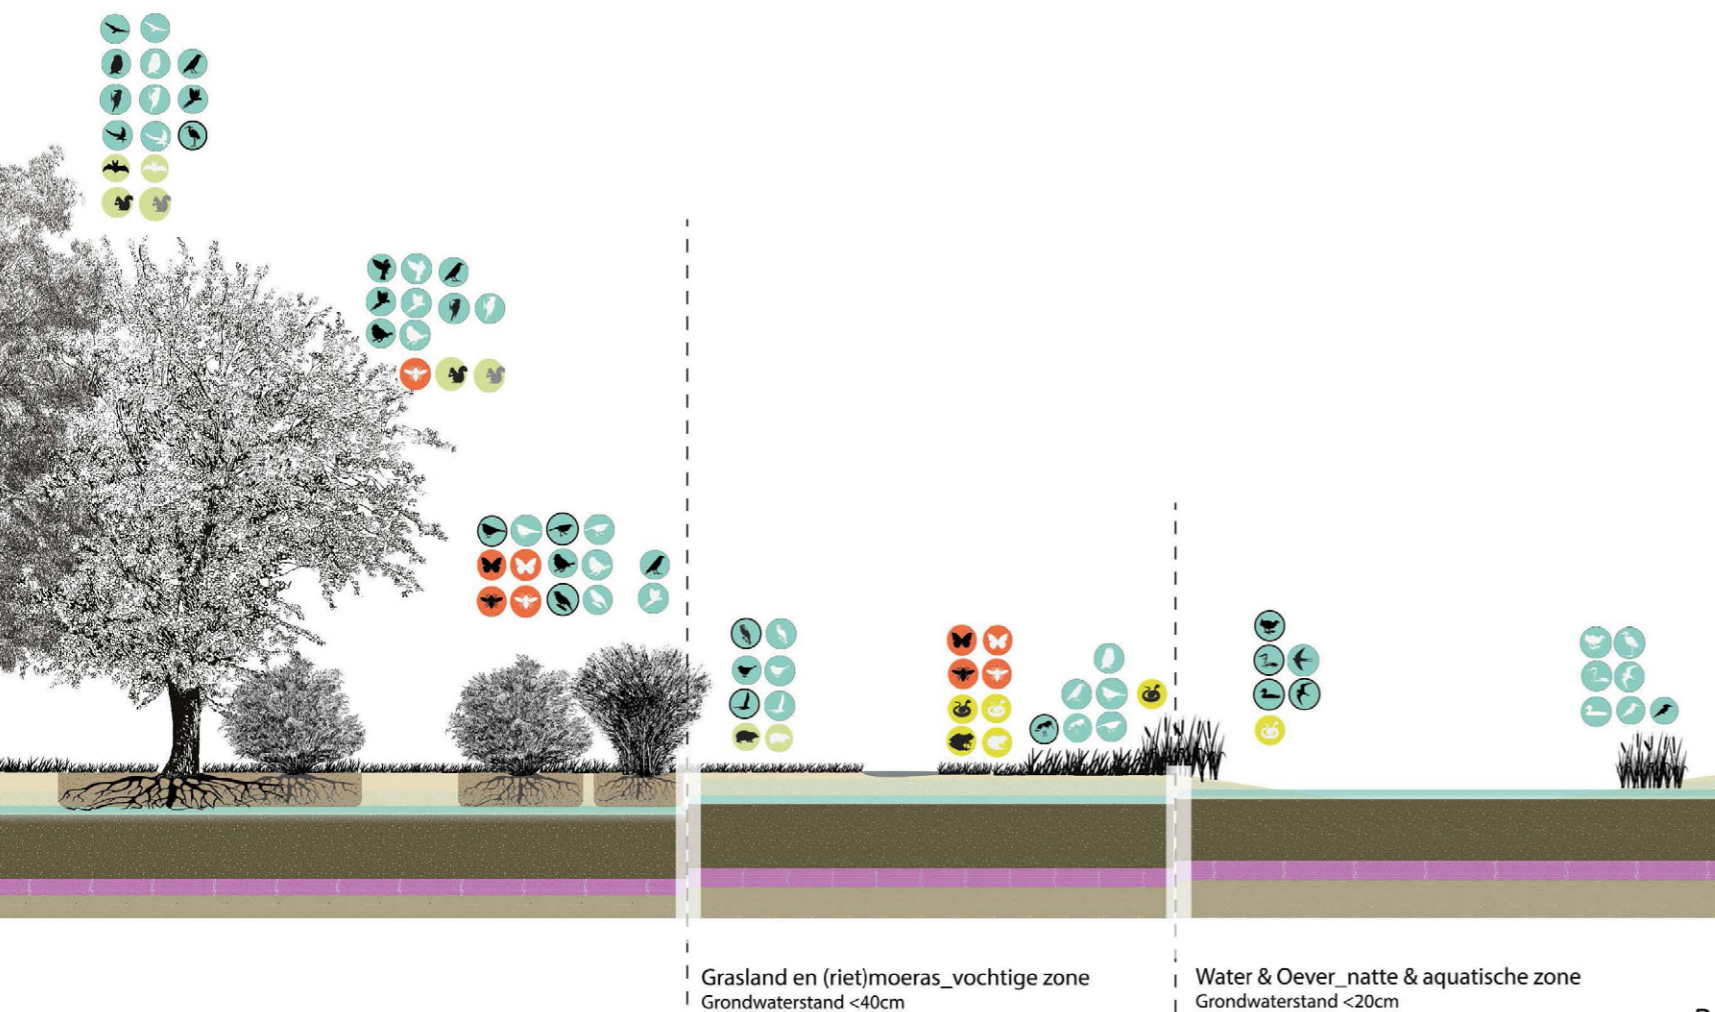 Grasland en (riet)moeras_vochtige zone
Grondwaterstand <40cm
Water & Oever_natte & aquatische zone
Grondwaterstand <20cm